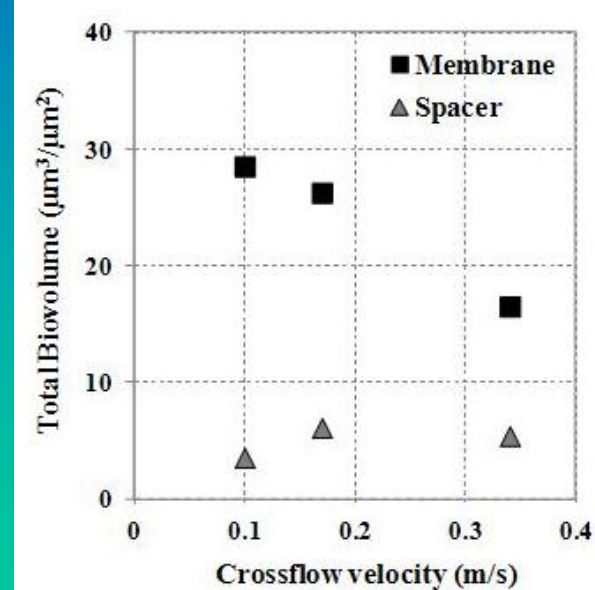 40
Membrane
Spacer
30
20
10
0
0 0.1 0.2 0.3 0.4
Total Biovolume (µm³/µm²)
Crossflow velocity (m/s)